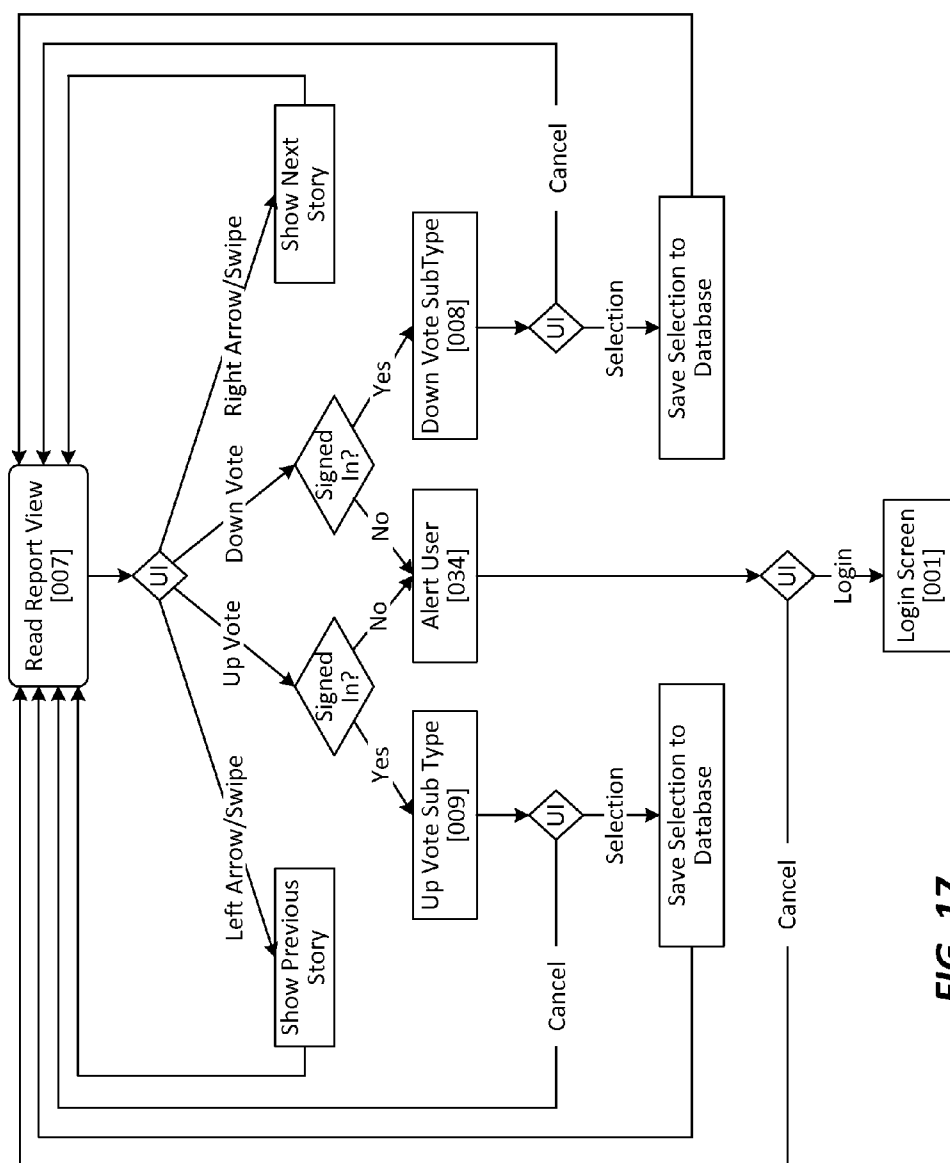 Read Report View
[007]
UI
Left Arrow/Swipe
Up Vote
Down Vote
Right Arrow/Swipe
Show Previous
Story
Signed
In?
Signed
In?
Show Next
Story
Yes
No
No
Yes
Up Vote Sub Type
[009]
Alert User
[034]
Down Vote SubType
[008]
UI
Cancel
Selection
UI
Cancel
Selection
Save Selection to
Database
Save Selection to
Database
UI
Cancel
Login
Login Screen
[001]
FIG. 17